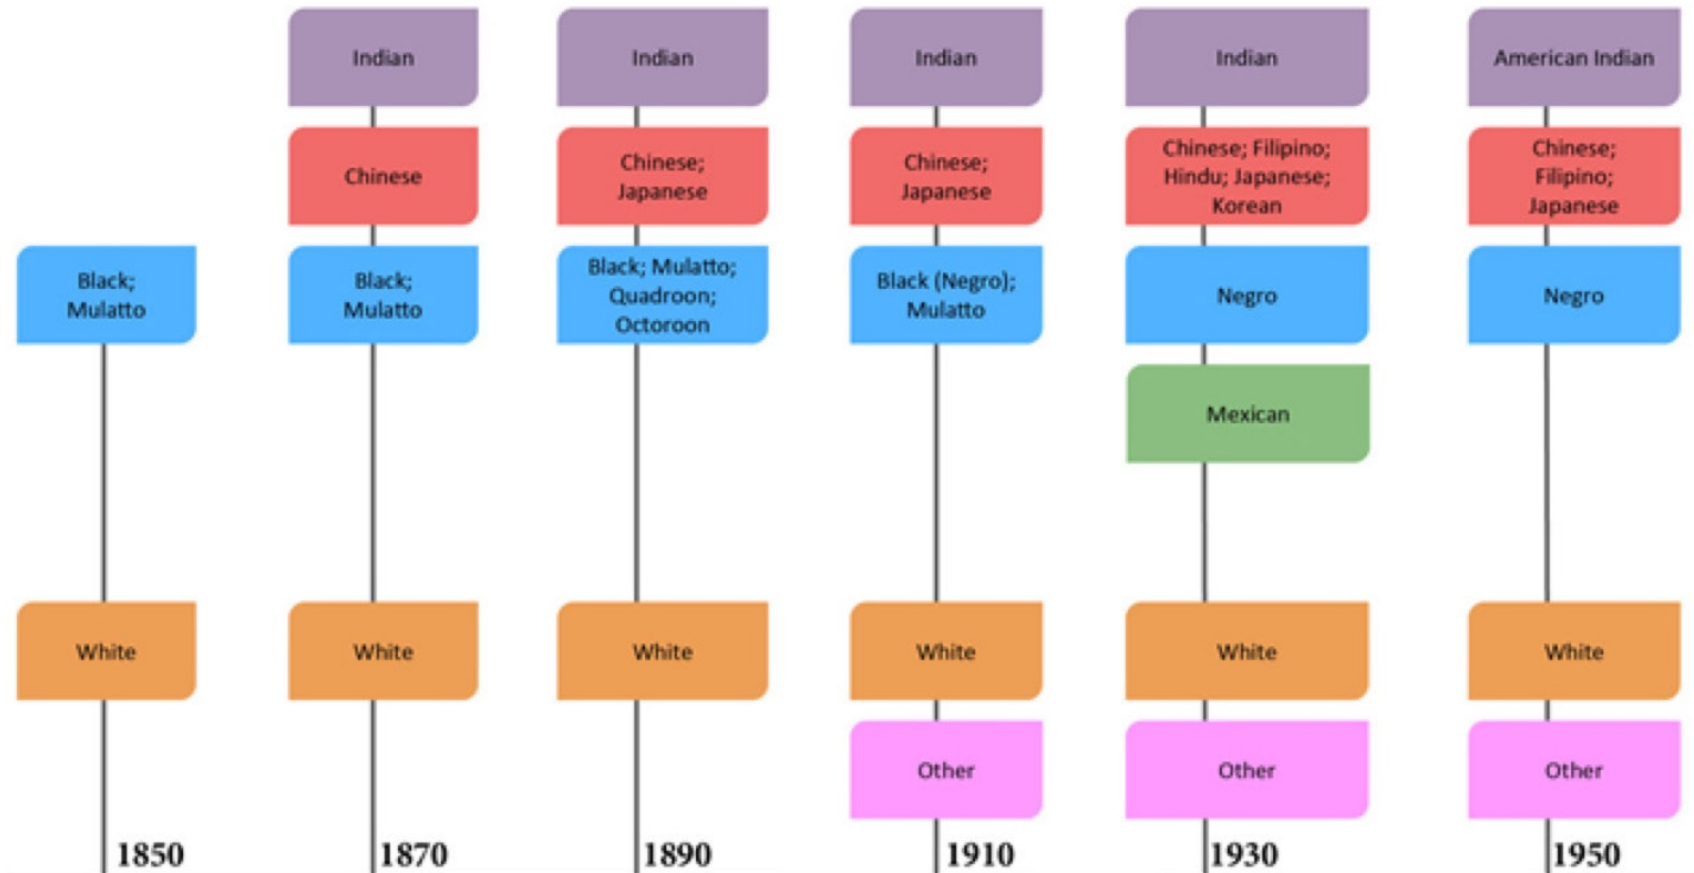 Indian
Indian
Indian
Indian
American Indian
Chinese
Chinese;
Japanese
Chinese;
Japanese
Chinese; Filipino;
Hindu; Japanese;
Korean
Chinese;
Filipino;
Japanese
Black;
Mulatto
Black;
Mulatto
Black; Mulatto;
Quadroon;
Octoroon
Black (Negro);
Mulatto
Negro
Negro
Mexican
White
White
White
White
White
White
Other
Other
Other
1850
1870
1890
1910
1930
1950